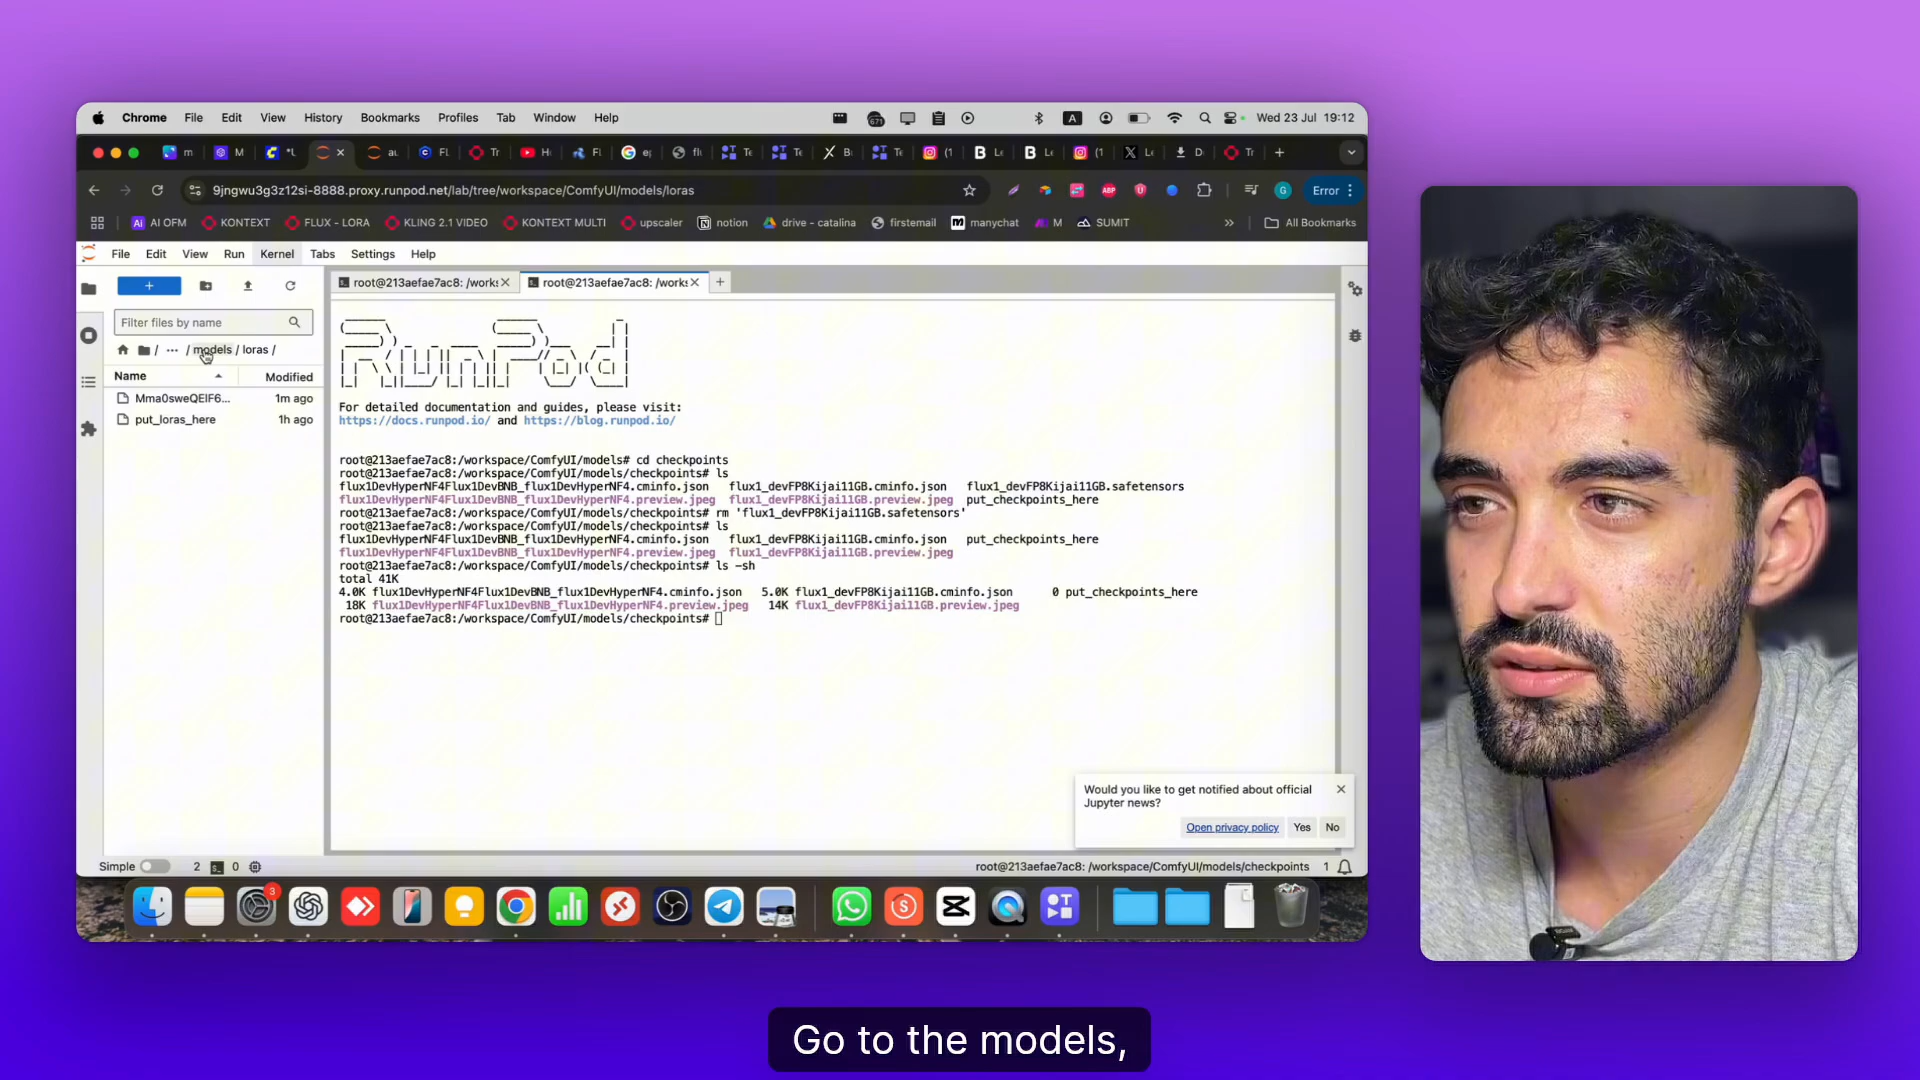 Chrome File Edit View History Bookmarks Profiles Tab Window Help 671 A Wed 23 Jul 19:12
9jngwu3g3z12si-8888.proxy.runpod.net/lab/tree/workspace/ComfyUI/models/loras ABP G Error
Ai AI OFM KONTEXT FLUX - LORA KLING 2.1 VIDEO KONTEXT MULTI upscaler notion drive - catalina firstemail manychat M SUMIT » All Bookmarks
File Edit View Run Kernel Tabs Settings Help
root@213aefae7ac8: /works root@213aefae7ac8: /works
Filter files by name
/ ··· / models / loras /
Name Modified
Mma0sweQElF6... 1m ago
put_loras_here 1h ago
RunPod
For detailed documentation and guides, please visit:
https://docs.runpod.io/ and https://blog.runpod.io/
root@213aefae7ac8:/workspace/ComfyUI/models# cd checkpoints
root@213aefae7ac8:/workspace/ComfyUI/models/checkpoints# ls
flux1DevHyperNF4Flux1DevBNB_flux1DevHyperNF4.cminfo.json flux1_devFP8Kijai11GB.cminfo.json flux1_devFP8Kijai11GB.safetensors
flux1DevHyperNF4Flux1DevBNB_flux1DevHyperNF4.preview.jpeg flux1_devFP8Kijai11GB.preview.jpeg put_checkpoints_here
root@213aefae7ac8:/workspace/ComfyUI/models/checkpoints# rm 'flux1_devFP8Kijai11GB.safetensors'
root@213aefae7ac8:/workspace/ComfyUI/models/checkpoints# ls
flux1DevHyperNF4Flux1DevBNB_flux1DevHyperNF4.cminfo.json flux1_devFP8Kijai11GB.cminfo.json put_checkpoints_here
flux1DevHyperNF4Flux1DevBNB_flux1DevHyperNF4.preview.jpeg flux1_devFP8Kijai11GB.preview.jpeg
root@213aefae7ac8:/workspace/ComfyUI/models/checkpoints# ls -sh
total 41K
4.0K flux1DevHyperNF4Flux1DevBNB_flux1DevHyperNF4.cminfo.json 5.0K flux1_devFP8Kijai11GB.cminfo.json 0 put_checkpoints_here
18K flux1DevHyperNF4Flux1DevBNB_flux1DevHyperNF4.preview.jpeg 14K flux1_devFP8Kijai11GB.preview.jpeg
root@213aefae7ac8:/workspace/ComfyUI/models/checkpoints#
Would you like to get notified about official
Jupyter news?
Open privacy policy Yes No
Simple 2 0 root@213aefae7ac8: /workspace/ComfyUI/models/checkpoints 1
3
Go to the models,